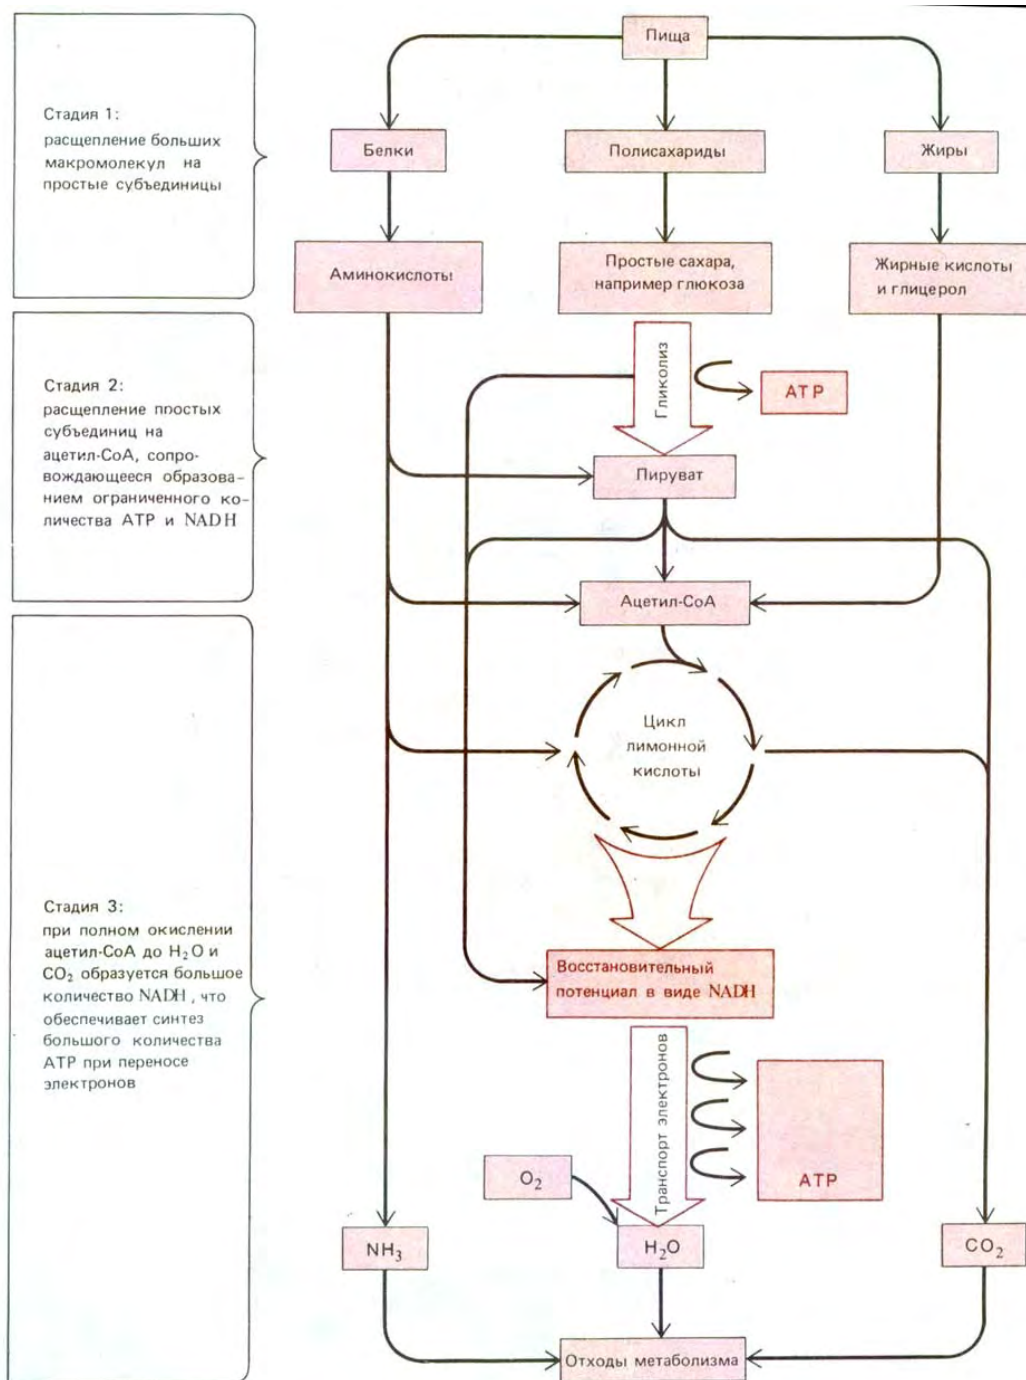 Пища
Стадия 1:
расщепление больших
макромолекул на
простые субъединицы
Белки
Полисахариды
Жиры
Аминокислоты
Простые сахара,
например глюкоза
Жирные кислоты
и глицерол
Стадия 2:
расщепление простых
субъединиц на
ацетил-СоА, сопро-
вождающееся образова-
нием ограниченного ко-
личества АТР и NADH
Гликолиз
АТР
Пируват
Ацетил-СоА
Цикл
лимонной
кислоты
Стадия 3:
при полном окислении
ацетил-СоА до H₂O и
CO₂ образуется большое
количество NADH, что
обеспечивает синтез
большого количества
АТР при переносе
электронов
Восстановительный
потенциал в виде NADH
Транспорт электронов
АТР
O₂
NH₃
H₂O
CO₂
Отходы метаболизма